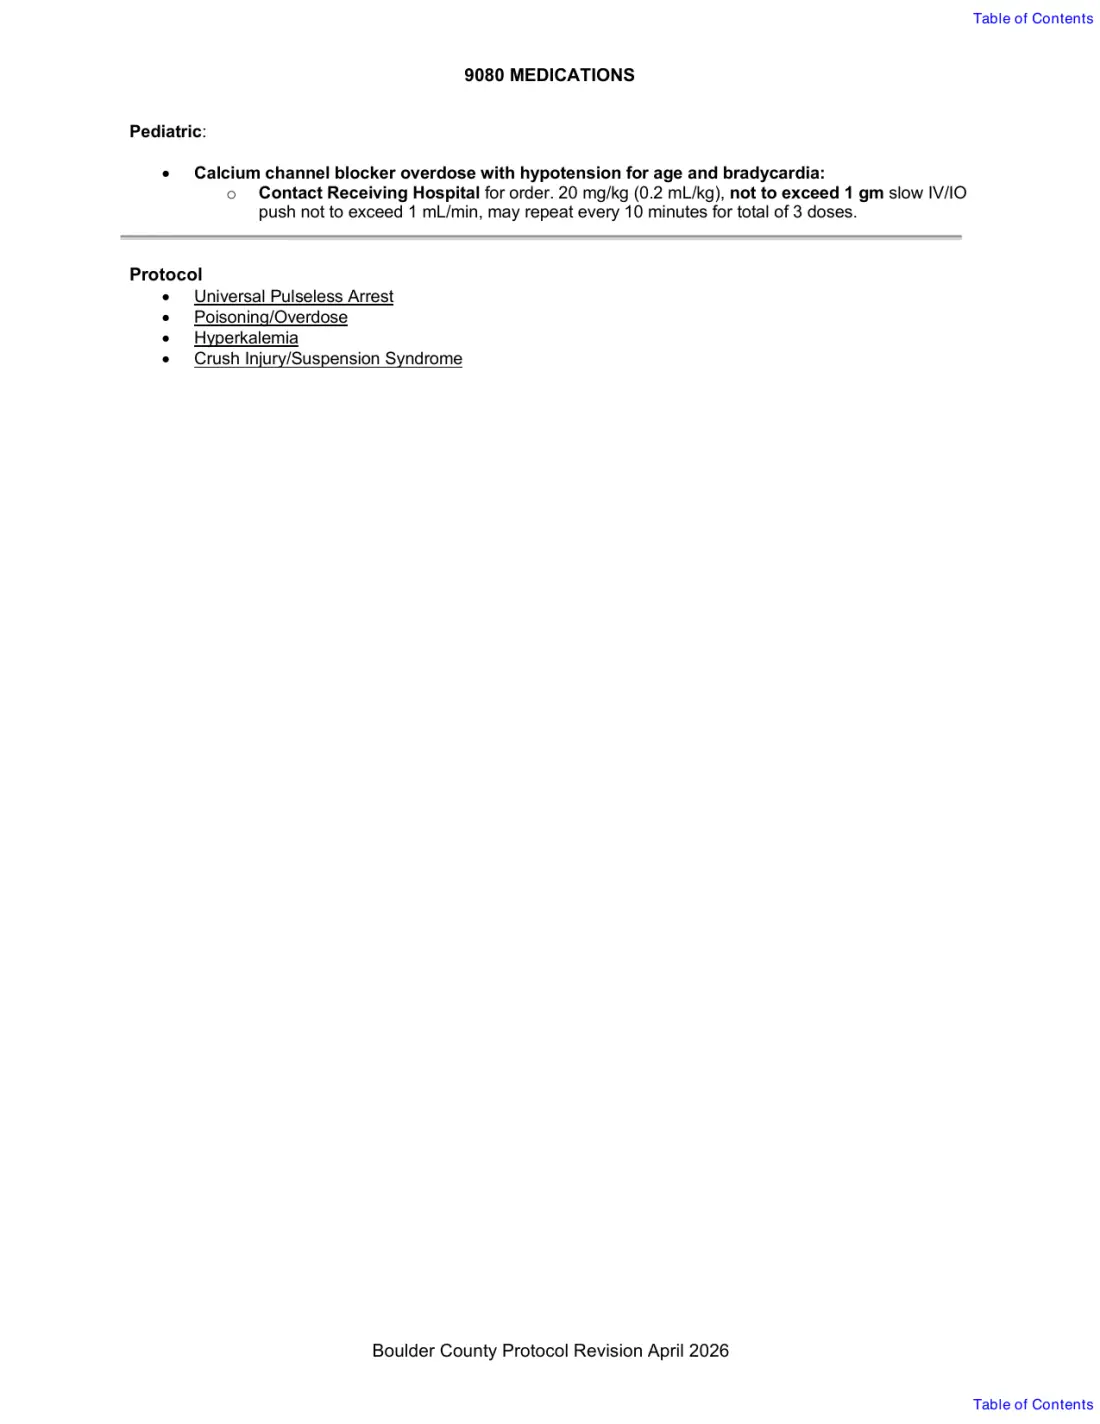 Table of Contents
9080 MEDICATIONS
Pediatric:
• Calcium channel blocker overdose with hypotension for age and bradycardia:
o Contact Receiving Hospital for order. 20 mg/kg (0.2 mL/kg), not to exceed 1 gm slow IV/IO
push not to exceed 1 mL/min, may repeat every 10 minutes for total of 3 doses.
Protocol
• Universal Pulseless Arrest
• Poisoning/Overdose
• Hyperkalemia
• Crush Injury/Suspension Syndrome
Boulder County Protocol Revision April 2026
Table of Contents